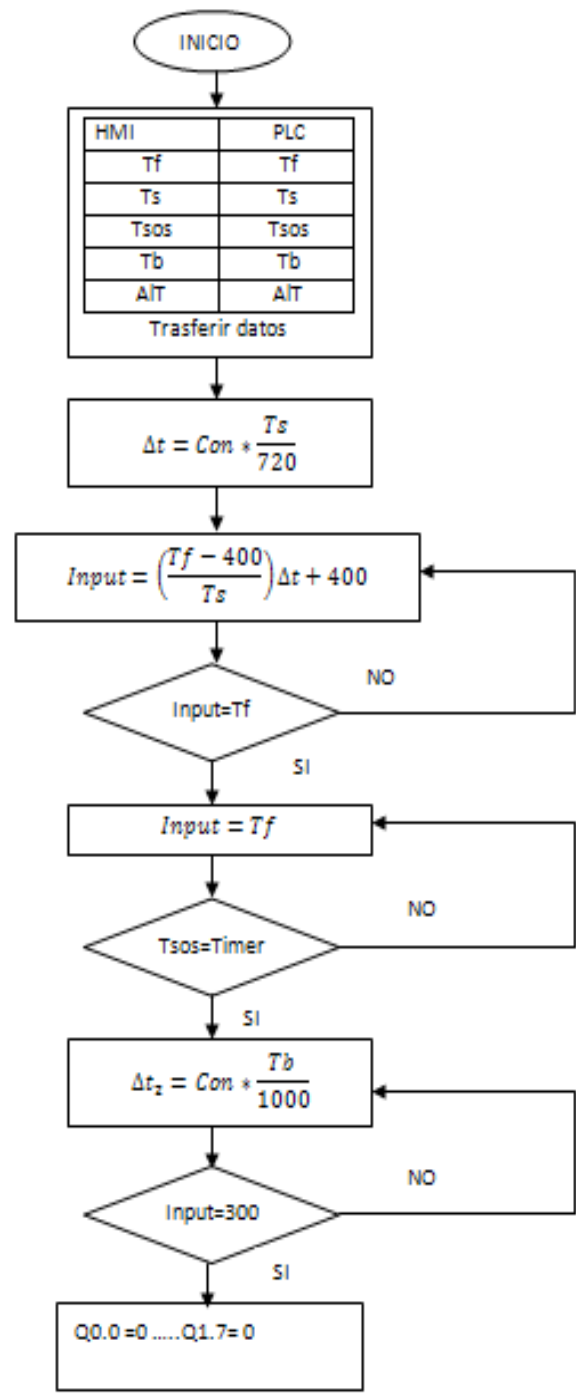 INICIO
HMI PLC
Tf Tf
Ts Ts
Tsos Tsos
Tb Tb
AlT AlT
Trasferir datos
Δt = Con * Ts/720
Input = ((Tf − 400)/Ts)Δt + 400
NO
Input=Tf
SI
Input = Tf
NO
Tsos=Timer
SI
Δt₂ = Con * Tb/1000
NO
Input=300
SI
Q0.0 =0 .....Q1.7= 0